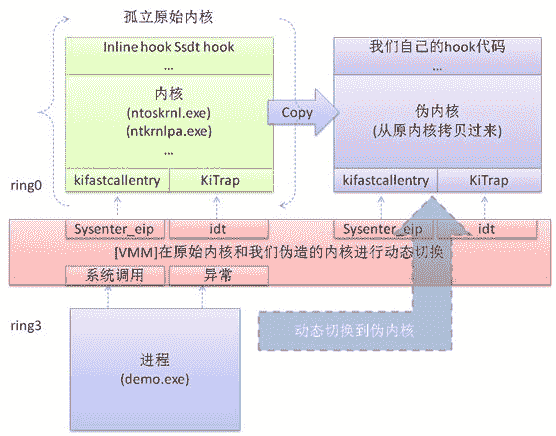 孤立原始内核
Inline hook Ssdt hook
...
内核
(ntoskrnl.exe)
(ntkrnlpa.exe)
...
kifastcallentry
KiTrap
Copy
我们自己的hook代码
...
伪内核
(从原内核拷贝过来)
kifastcallentry
KiTrap
ring0
Sysenter_eip
idt
Sysenter_eip
idt
[VMM]在原始内核和我们伪造的内核进行动态切换
系统调用
异常
ring3
动态切换到伪内核
进程
(demo.exe)